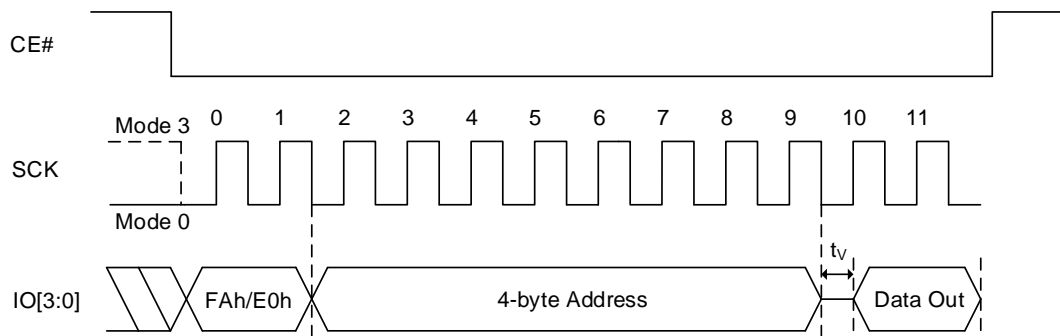 CE#
0 1 2 3 4 5 6 7 8 9 10 11
Mode 3
SCK
Mode 0
tV
IO[3:0] FAh/E0h 4-byte Address Data Out